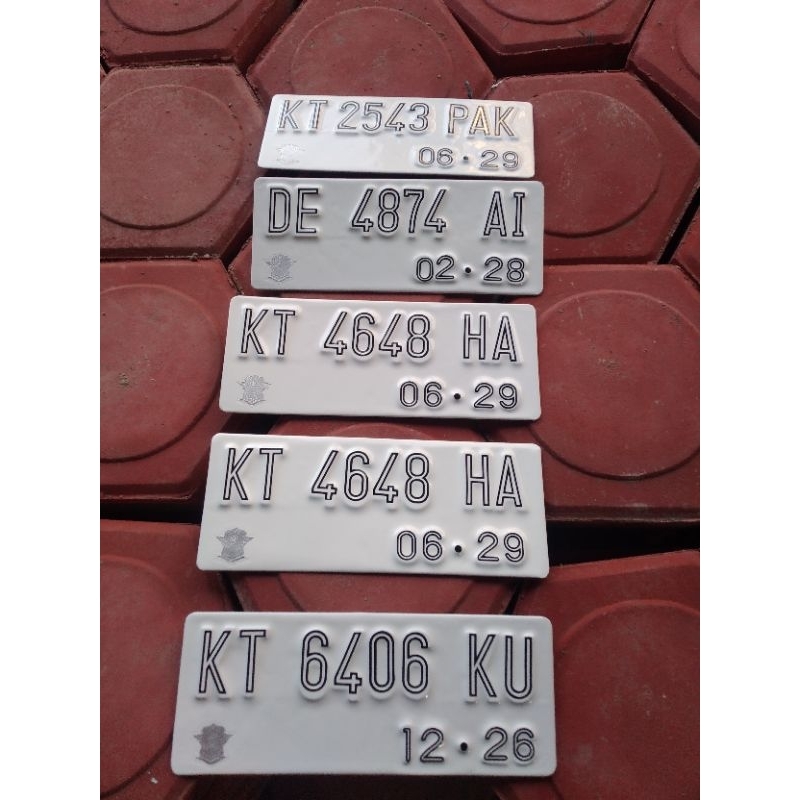 KT 2543 PAK
06·29
DE 4874 AI
02·28
KT 4648 HA
06·29
KT 4648 HA
06·29
KT 6406 KU
12·26